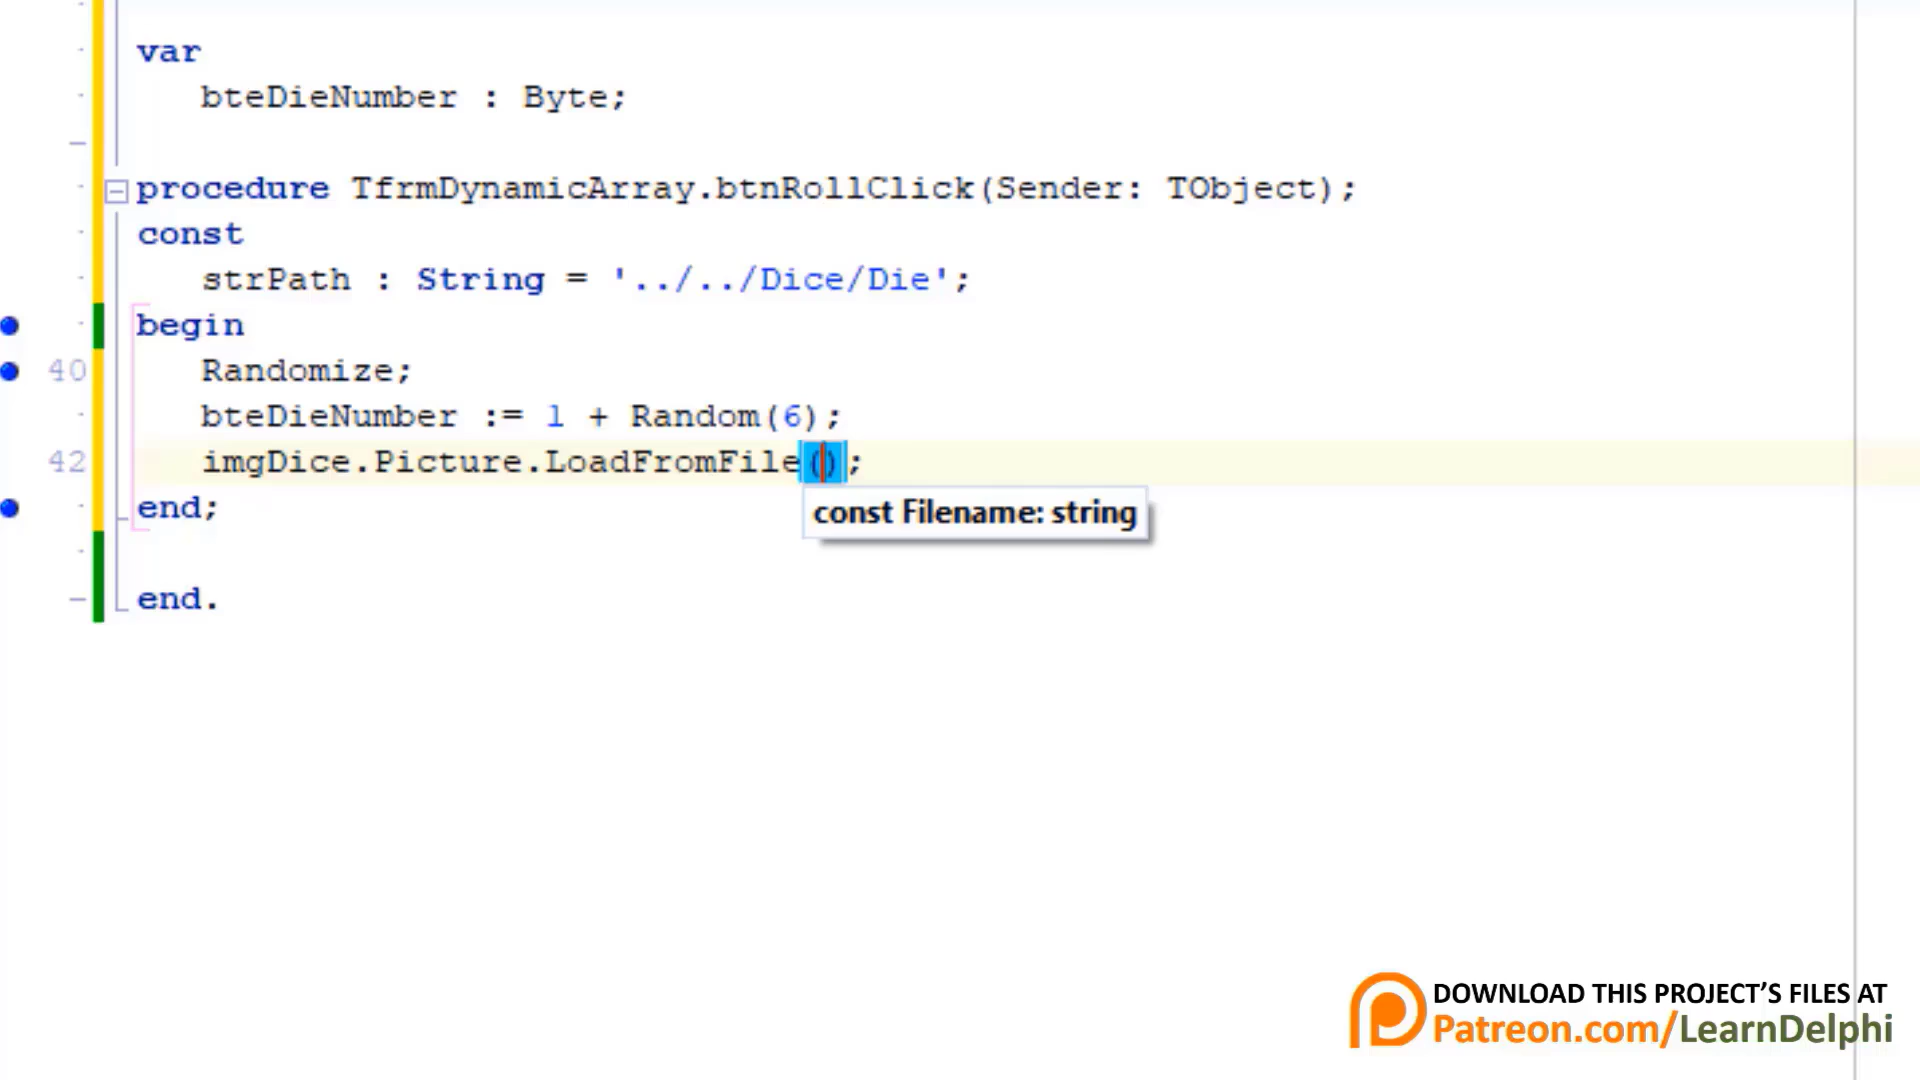 var
bteDieNumber : Byte;
procedure TfrmDynamicArray.btnRollClick(Sender: TObject);
const
strPath : String = '../../Dice/Die';
begin
40 Randomize;
bteDieNumber := 1 + Random(6);
42 imgDice.Picture.LoadFromFile();
const Filename: string
end;
end.
DOWNLOAD THIS PROJECT'S FILES AT
Patreon.com/LearnDelphi